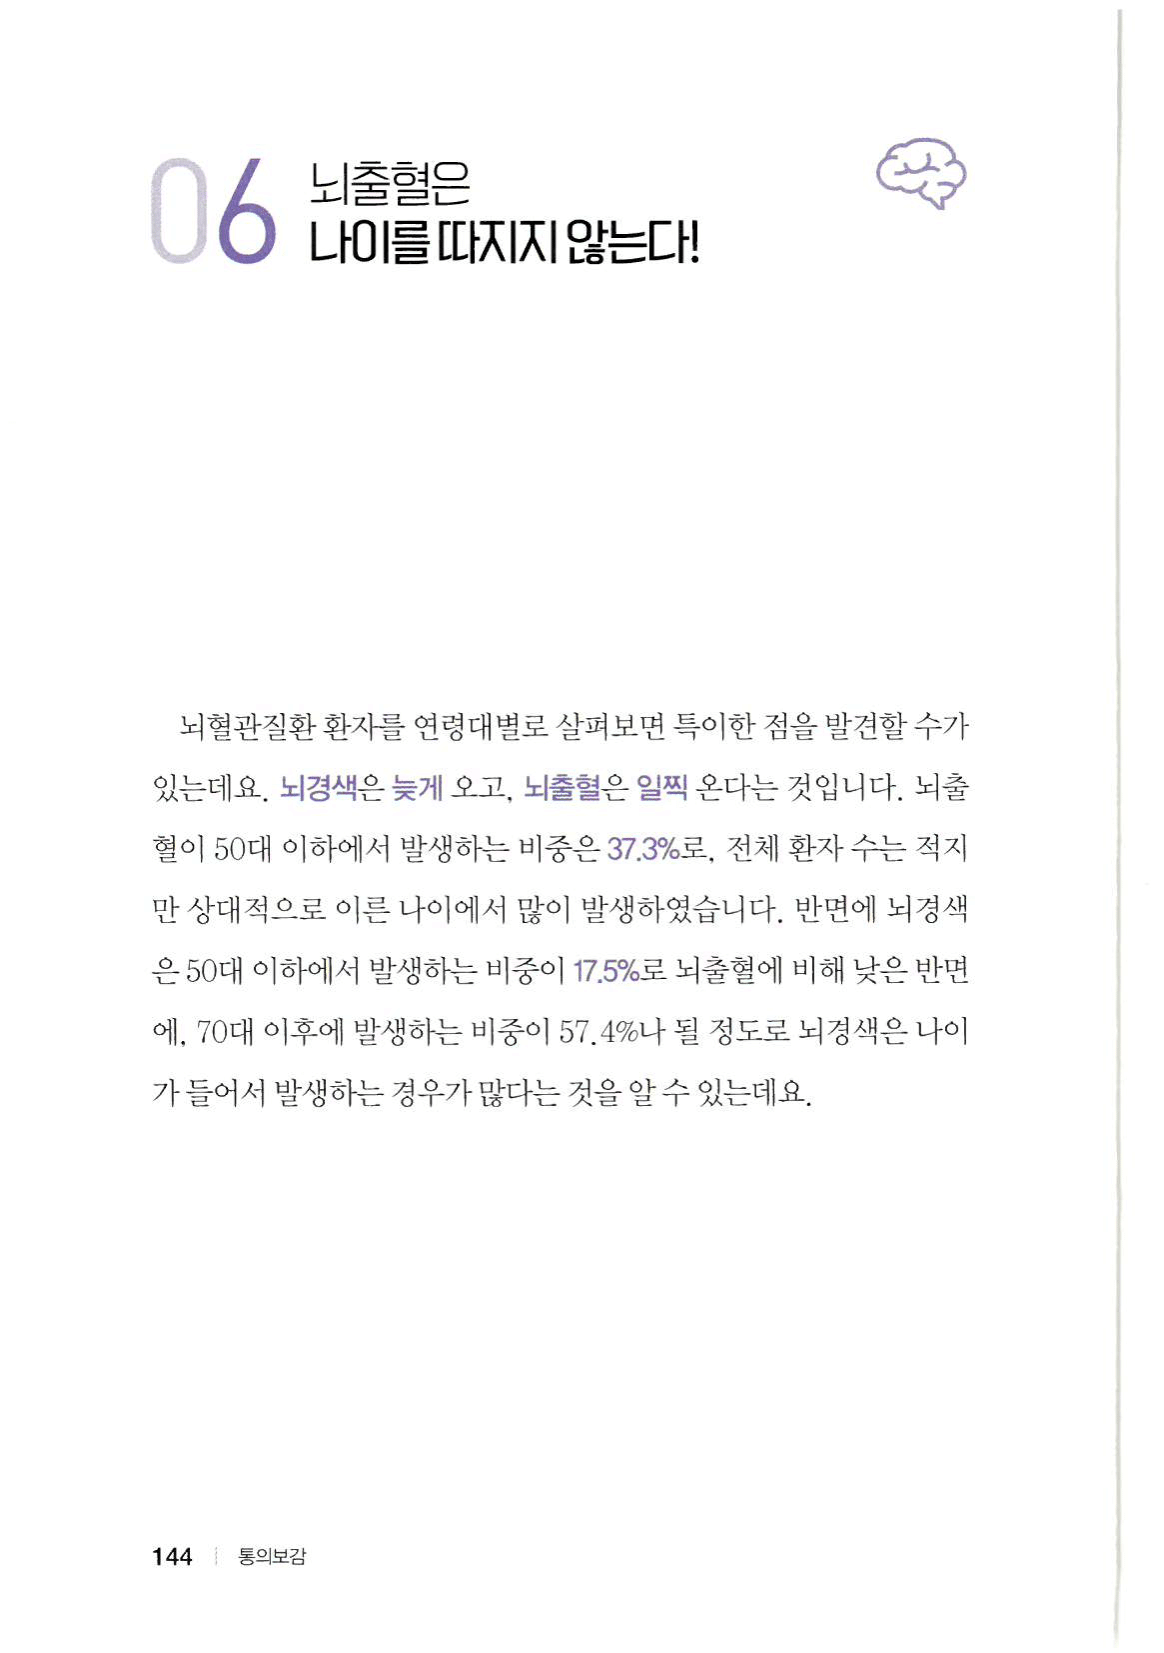 06 뇌출혈은
나이를 따지지 않는다!
뇌혈관질환 환자를 연령대별로 살펴보면 특이한 점을 발견할 수가
있는데요. 뇌경색은 늦게 오고, 뇌출혈은 일찍 온다는 것입니다. 뇌출
혈이 50대 이하에서 발생하는 비중은 37.3%로, 전체 환자 수는 적지
만 상대적으로 이른 나이에서 많이 발생하였습니다. 반면에 뇌경색
은 50대 이하에서 발생하는 비중이 17.5%로 뇌출혈에 비해 낮은 반면
에, 70대 이후에 발생하는 비중이 57.4%나 될 정도로 뇌경색은 나이
가 들어서 발생하는 경우가 많다는 것을 알 수 있는데요.
144 | 통의보감